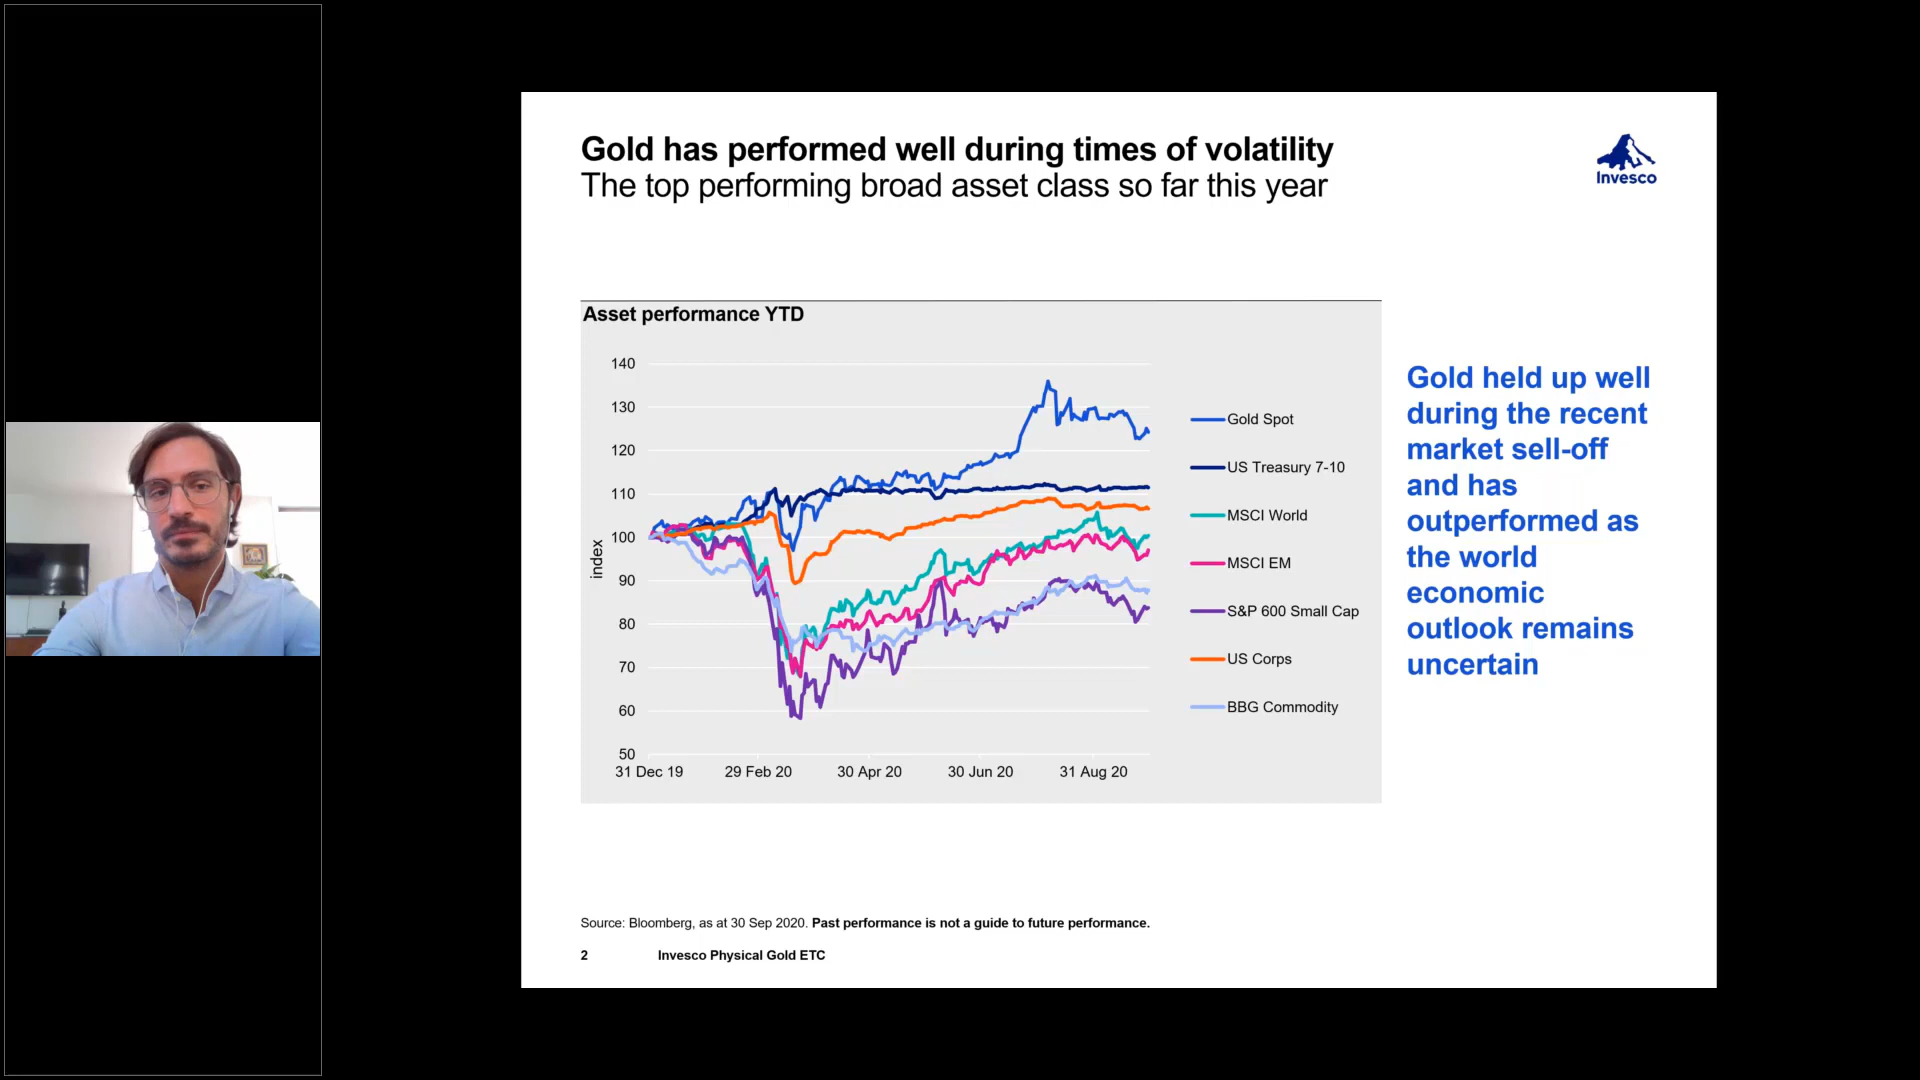 Gold has performed well during times of volatility
The top performing broad asset class so far this year
Invesco
Asset performance YTD
140
130
120
110
100
90
80
70
60
50
index
31 Dec 19
29 Feb 20
30 Apr 20
30 Jun 20
31 Aug 20
Gold Spot
US Treasury 7-10
MSCI World
MSCI EM
S&P 600 Small Cap
US Corps
BBG Commodity
Gold held up well
during the recent
market sell-off
and has
outperformed as
the world
economic
outlook remains
uncertain
Source: Bloomberg, as at 30 Sep 2020. Past performance is not a guide to future performance.
2 Invesco Physical Gold ETC